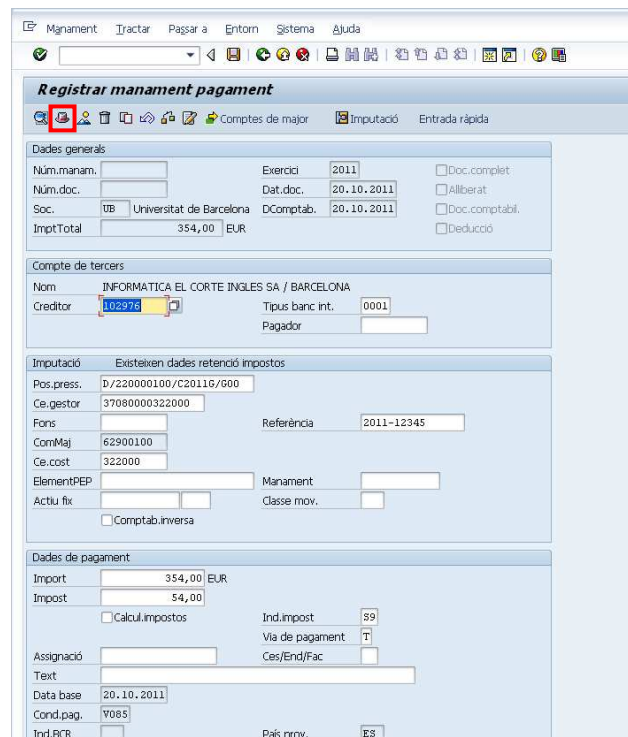 Manament Tractar Passar a Entorn Sistema Ajuda
Registrar manament pagament
Comptes de major Imputació Entrada ràpida
Dades generals
Núm.manam. Exercici 2011 Doc.complet
Núm.doc. Dat.doc. 20.10.2011 Alliberat
Soc. UB Universitat de Barcelona DComptab. 20.10.2011 Doc.comptabil.
ImptTotal 354,00 EUR Deducció
Compte de tercers
Nom INFORMATICA EL CORTE INGLES SA / BARCELONA
Creditor 102976 Tipus banc int. 0001
Pagador
Imputació Existeixen dades retenció impostos
Pos.press. D/220000100/C2011G/G00
Ce.gestor 37080000322000
Fons Referència 2011-12345
ComMaj 62900100
Ce.cost 322000
ElementPEP Manament
Actiu fix Classe mov.
Comptab.inversa
Dades de pagament
Import 354,00 EUR
Impost 54,00
Calcul.impostos Ind.impost S9
Via de pagament T
Assignació Ces/End/Fac
Text
Data base 20.10.2011
Cond.pag. V085
Ind.BCR País prov. ES